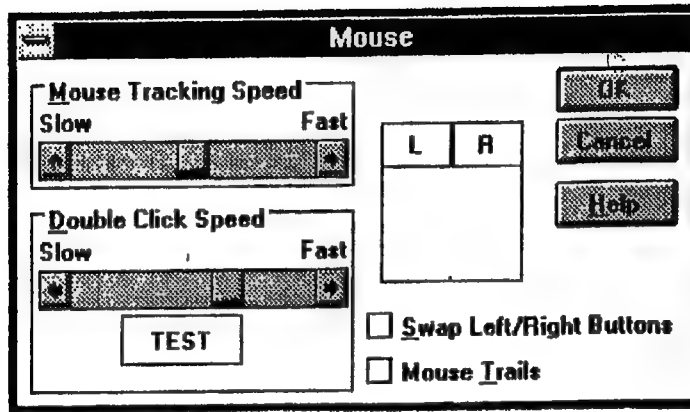 Mouse
Mouse Tracking Speed
Slow Fast
L R
OK
Cancel
Help
Double Click Speed
Slow Fast
TEST
Swap Left/Right Buttons
Mouse Trails